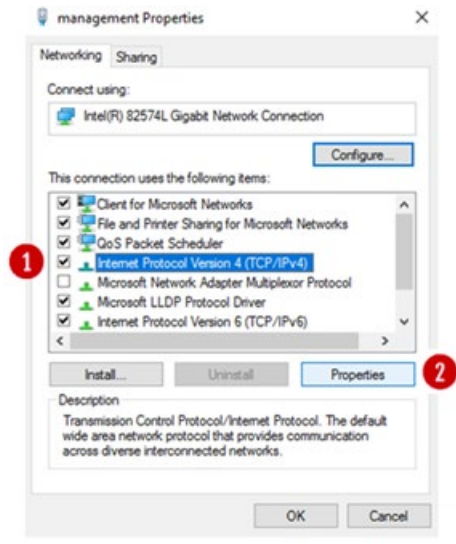 management Properties
Networking Sharing
Connect using:
Intel(R) 82574L Gigabit Network Connection
Configure...
This connection uses the following items:
Client for Microsoft Networks
File and Printer Sharing for Microsoft Networks
QoS Packet Scheduler
1 Internet Protocol Version 4 (TCP/IPv4)
Microsoft Network Adapter Multiplexor Protocol
Microsoft LLDP Protocol Driver
Internet Protocol Version 6 (TCP/IPv6)
Install... Uninstall Properties 2
Description
Transmission Control Protocol/Internet Protocol. The default
wide area network protocol that provides communication
across diverse interconnected networks.
OK Cancel